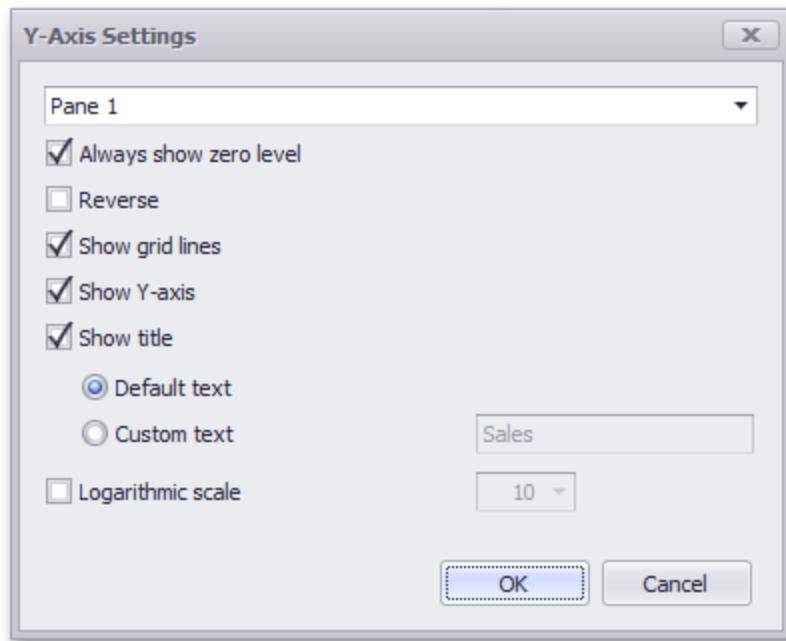 Y-Axis Settings
Pane 1
Always show zero level
Reverse
Show grid lines
Show Y-axis
Show title
Default text
Custom text Sales
Logarithmic scale 10
OK Cancel